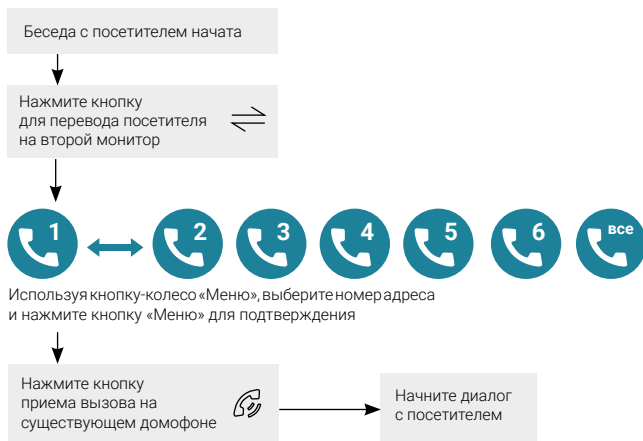 Беседа с посетителем начата
Нажмите кнопку
для перевода посетителя
на второй монитор
1 2 3 4 5 6 все
Используя кнопку-колесо «Меню», выберите номер адреса
и нажмите кнопку «Меню» для подтверждения
Нажмите кнопку
приема вызова на
существующем домофоне
Начните диалог
с посетителем